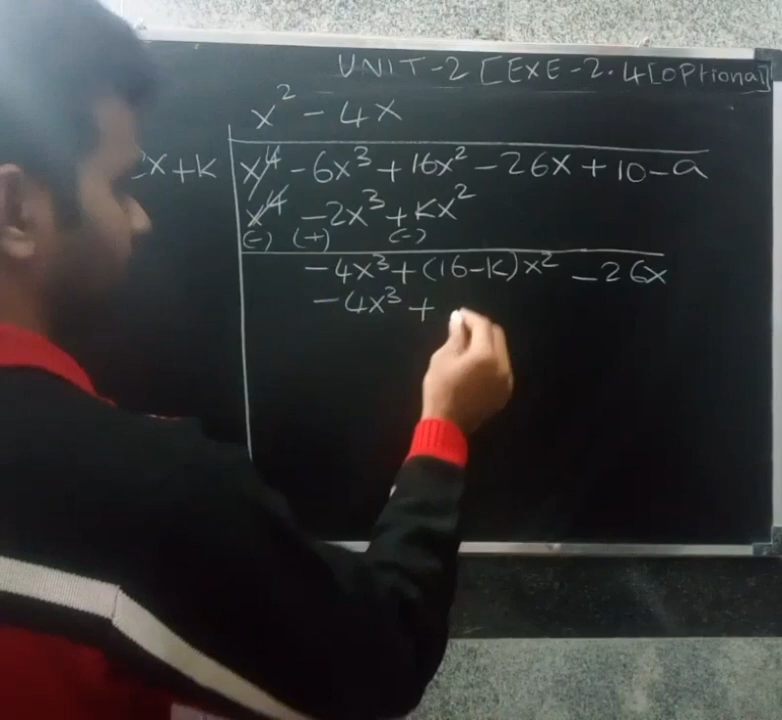 UNIT-2 [EXE-2.4[OPtional]
x² - 4x
2x+k x⁴ - 6x³ + 16x² - 26x + 10 - a
x⁴ - 2x³ + kx²
(-) (+) (-)
- 4x³ + (16-k)x² - 26x
- 4x³ +